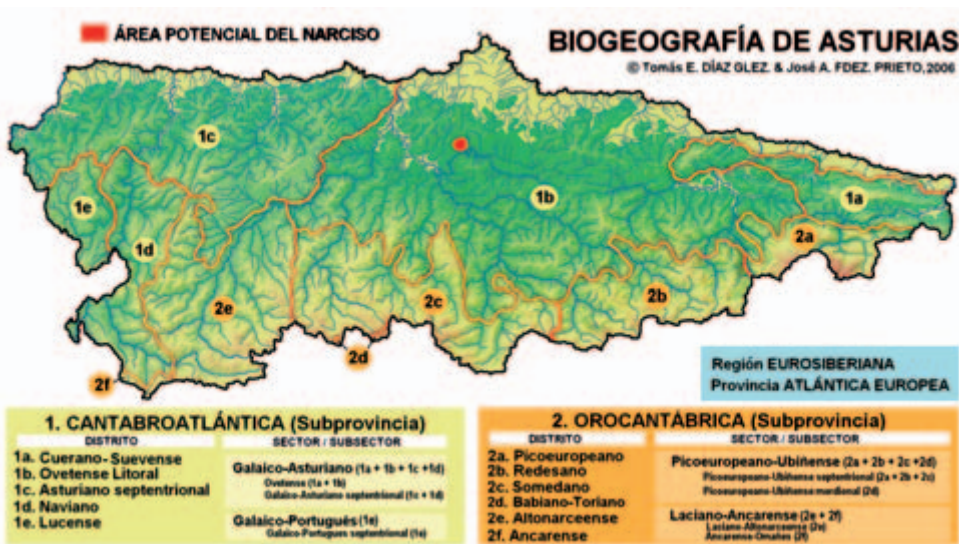 ÁREA POTENCIAL DEL NARCISO
BIOGEOGRAFÍA DE ASTURIAS
© Tomás E. DÍAZ GLEZ. & José A. FDEZ. PRIETO, 2006
1c
1e
1d
1b
1a
2a
2b
2c
2e
2d
2f
Región EUROSIBERIANA
Provincia ATLÁNTICA EUROPEA
1. CANTABROATLÁNTICA (Subprovincia)
DISTRITO
1a. Cuerano-Suevense
1b. Ovetense Litoral
1c. Asturiano septentrional
1d. Naviano
1e. Lucense
SECTOR / SUBSECTOR
Galaico-Asturiano (1a + 1b + 1c +1d)
Ovetense (1a + 1b)
Galaico-Asturiano septentrional (1c + 1d)
Galaico-Portugués (1e)
Galaico-Portugues septentrional (1e)
2. OROCANTÁBRICA (Subprovincia)
DISTRITO
2a. Picoeuropeano
2b. Redesano
2c. Somedano
2d. Babiano-Toriano
2e. Altonarceense
2f. Ancarense
SECTOR / SUBSECTOR
Picoeuropeano-Ubiñense (2a + 2b + 2c +2d)
Picoeuropeano-Ubiñense septentrional (2a + 2b + 2c)
Picoeuropeano-Ubiñense meridional (2d)
Laciano-Ancarense (2e + 2f)
Laciano-Altonarceense (2e)
Ancarense-Omañes (2f)